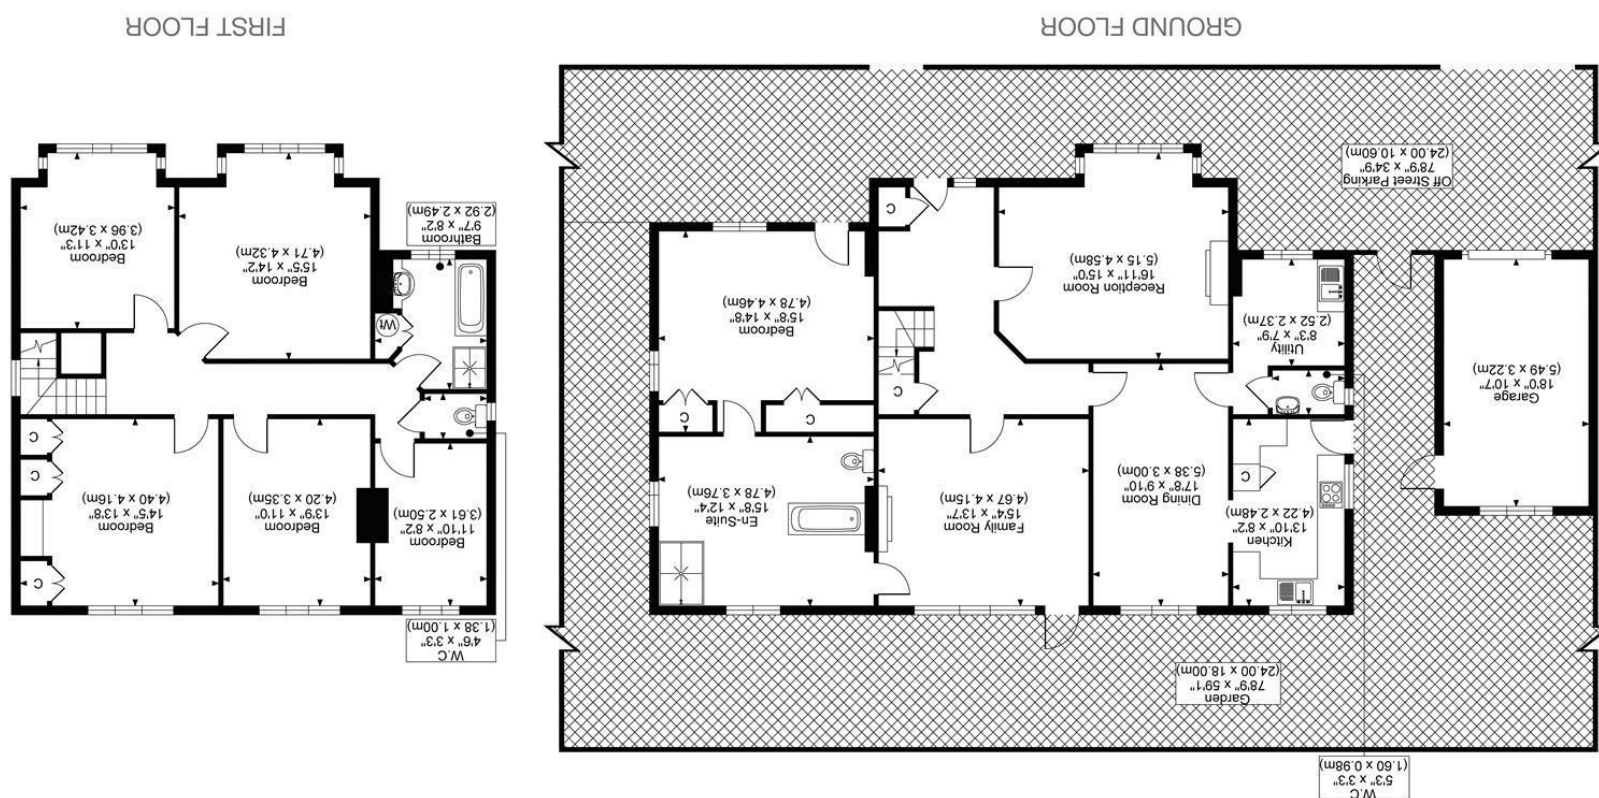 W.C
5'3" x 3'3"
(1.60 x 0.98m)
Garden
78'9" x 59'1"
(24.00 x 18.00m)
Kitchen
13'10" x 8'2"
(4.22 x 2.48m)
C
Dining Room
17'8" x 9'10"
(5.38 x 3.00m)
Family Room
15'4" x 13'7"
(4.67 x 4.15m)
En-Suite
15'8" x 12'4"
(4.78 x 3.76m)
Garage
18'0" x 10'7"
(5.49 x 3.22m)
Utility
8'3" x 7'9"
(2.52 x 2.37m)
Reception Room
16'11" x 15'0"
(5.15 x 4.58m)
C
C
C
C
Bedroom
15'8" x 14'8"
(4.78 x 4.46m)
Off Street Parking
78'9" x 34'9"
(24.00 x 10.60m)
GROUND FLOOR
W.C
4'6" x 3'3"
(1.38 x 1.00m)
Bedroom
11'10" x 8'2"
(3.61 x 2.50m)
Bedroom
13'9" x 11'0"
(4.20 x 3.35m)
Bedroom
14'5" x 13'8"
(4.40 x 4.16m)
C
C
C
Wt
Bathroom
9'7" x 8'2"
(2.92 x 2.49m)
Bedroom
15'5" x 14'2"
(4.71 x 4.32m)
Bedroom
13'0" x 11'3"
(3.96 x 3.42m)
FIRST FLOOR